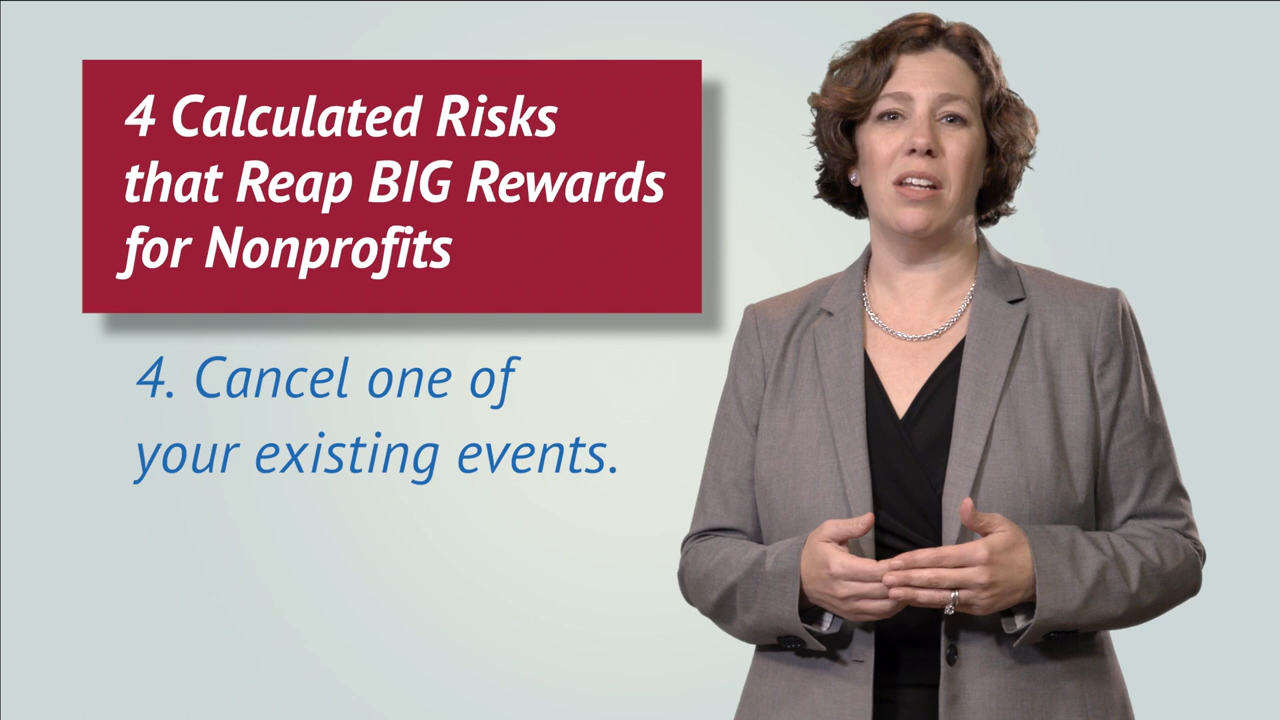 4 Calculated Risks
that Reap BIG Rewards
for Nonprofits
4. Cancel one of
your existing events.